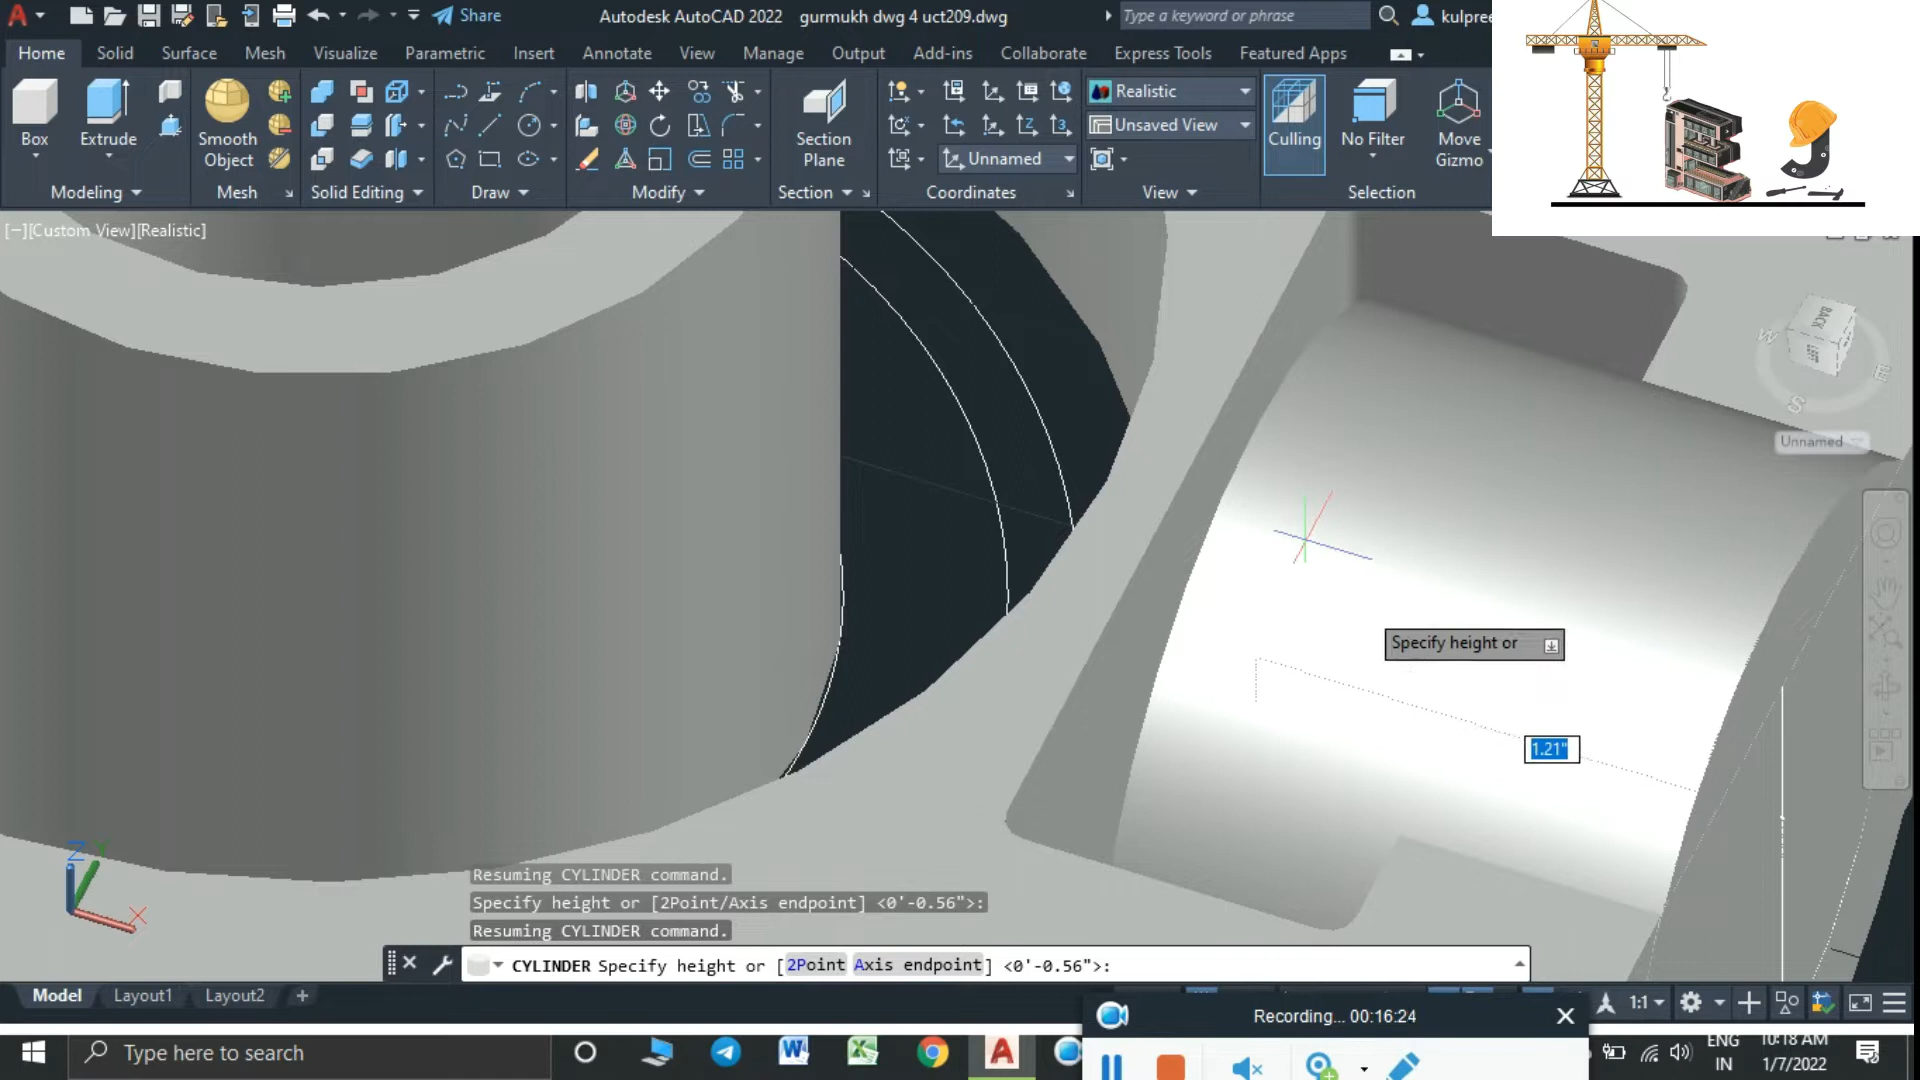 Share
Autodesk AutoCAD 2022 gurmukh dwg 4 uct209.dwg
Type a keyword or phrase
kulpree
Home Solid Surface Mesh Visualize Parametric Insert Annotate View Manage Output Add-ins Collaborate Express Tools Featured Apps
Realistic
Unsaved View
Box Extrude Smooth Object Section Plane Unnamed Culling No Filter Move Gizmo
Modeling Mesh Solid Editing Draw Modify Section Coordinates View Selection
[−][Custom View][Realistic]
BACK
W
E
S
Unnamed
Specify height or
1.21"
Z Y
X
Resuming CYLINDER command.
Specify height or [2Point/Axis endpoint] <0'-0.56">:
Resuming CYLINDER command.
CYLINDER Specify height or [2Point Axis endpoint] <0'-0.56">:
Model Layout1 Layout2 +
1:1
Recording... 00:16:24
Type here to search
ENG
IN
10:18 AM
1/7/2022